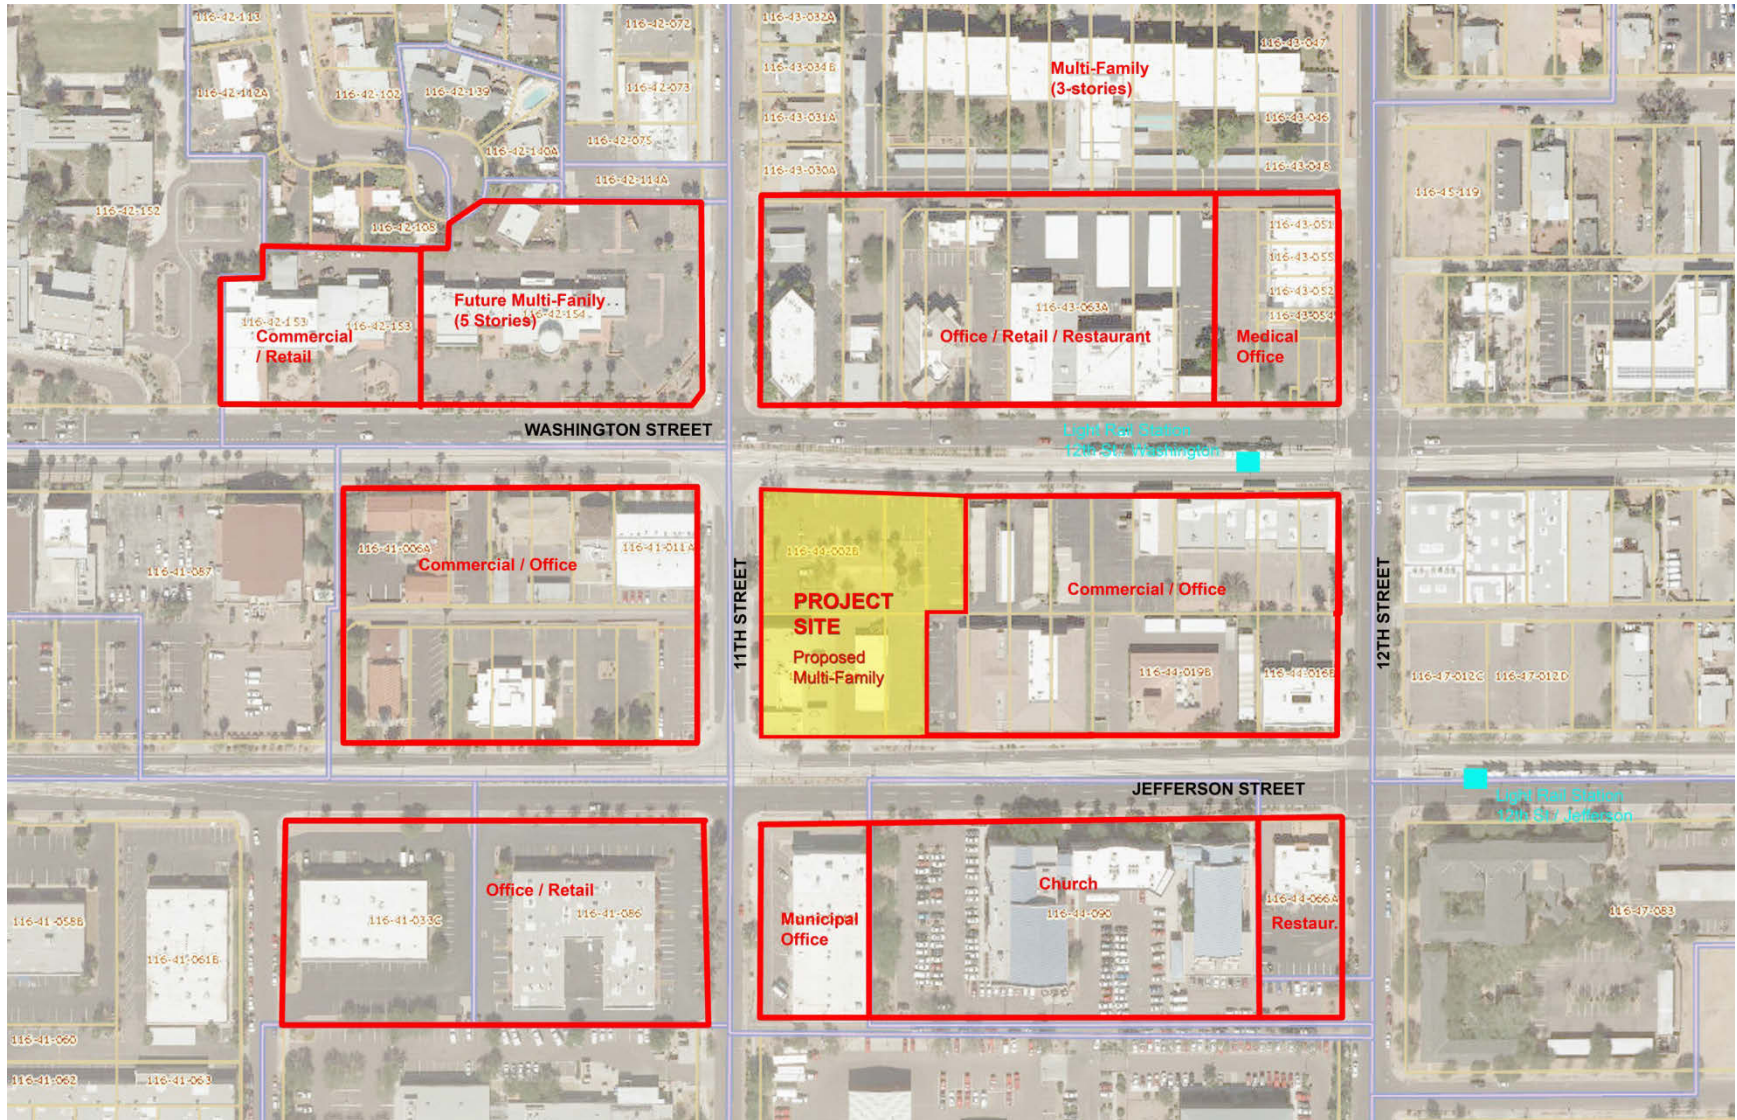 116-42-113
116-42-072
116-43-032A
116-43-047
116-43-034B
Multi-Family
(3-stories)
116-42-112A
116-42-102
116-42-139
116-42-073
116-43-031A
116-43-046
116-42-075
116-42-140A
116-43-030A
116-43-048
116-42-114A
116-45-119
116-42-152
116-42-108
116-43-051
116-43-055
116-43-052
116-43-054
Future Multi-Fanily
(5 Stories)
116-42-154
116-43-063A
116-42-153
116-42-153
Commercial
/ Retail
Office / Retail / Restaurant
Medical
Office
WASHINGTON STREET
Light Rail Station
12th St./ Washington
116-41-006A
116-41-011A
116-44-002B
Commercial / Office
116-41-087
11TH STREET
PROJECT
SITE
Proposed
Multi-Family
Commercial / Office
12TH STREET
116-44-019B
116-44-016B
116-47-012C
116-47-012D
JEFFERSON STREET
Light Rail Station
12th St./ Jefferson
Office / Retail
116-41-033C
116-41-086
Municipal
Office
Church
116-44-090
116-44-066A
Restaur.
116-47-083
116-41-058B
116-41-061B
116-41-060
116-41-062
116-41-063